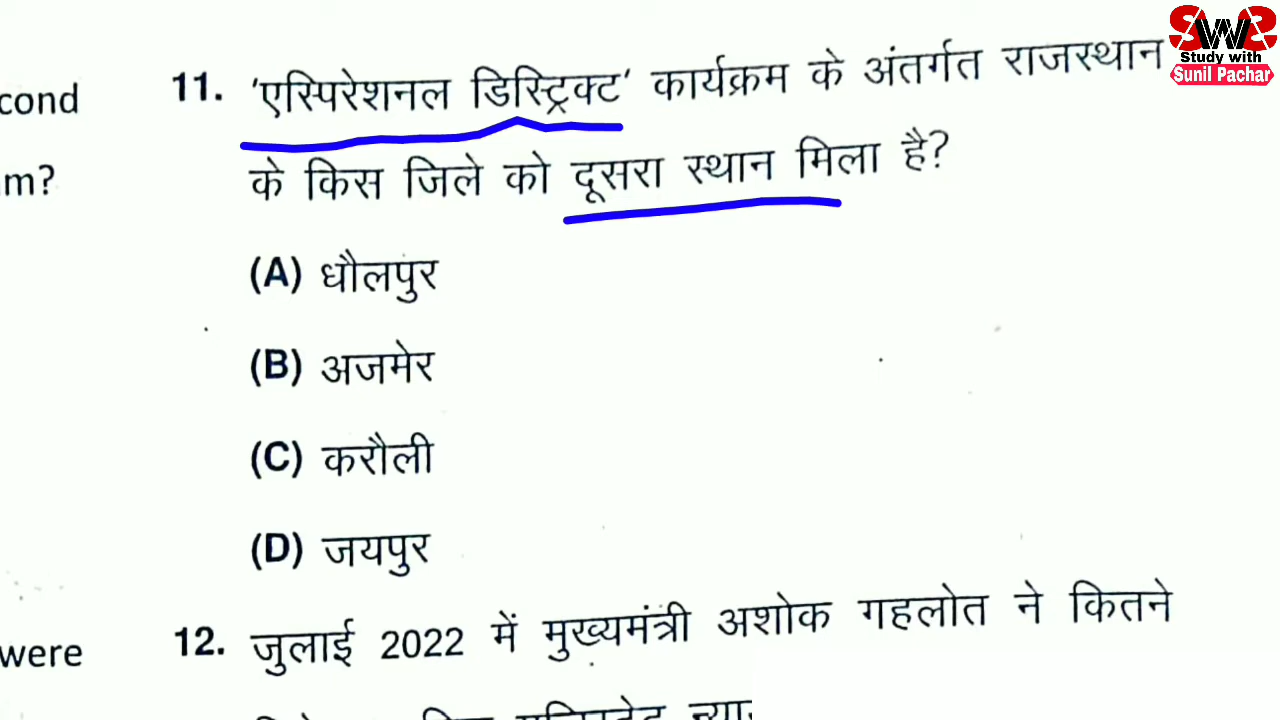 SWS
Study with
Sunil Pachar
cond
m?
11. 'एस्पिरेशनल डिस्ट्रिक्ट' कार्यक्रम के अंतर्गत राजस्थान
के किस जिले को दूसरा स्थान मिला है?
(A) धौलपुर
(B) अजमेर
(C) करौली
(D) जयपुर
were
12. जुलाई 2022 में मुख्यमंत्री अशोक गहलोत ने कितने